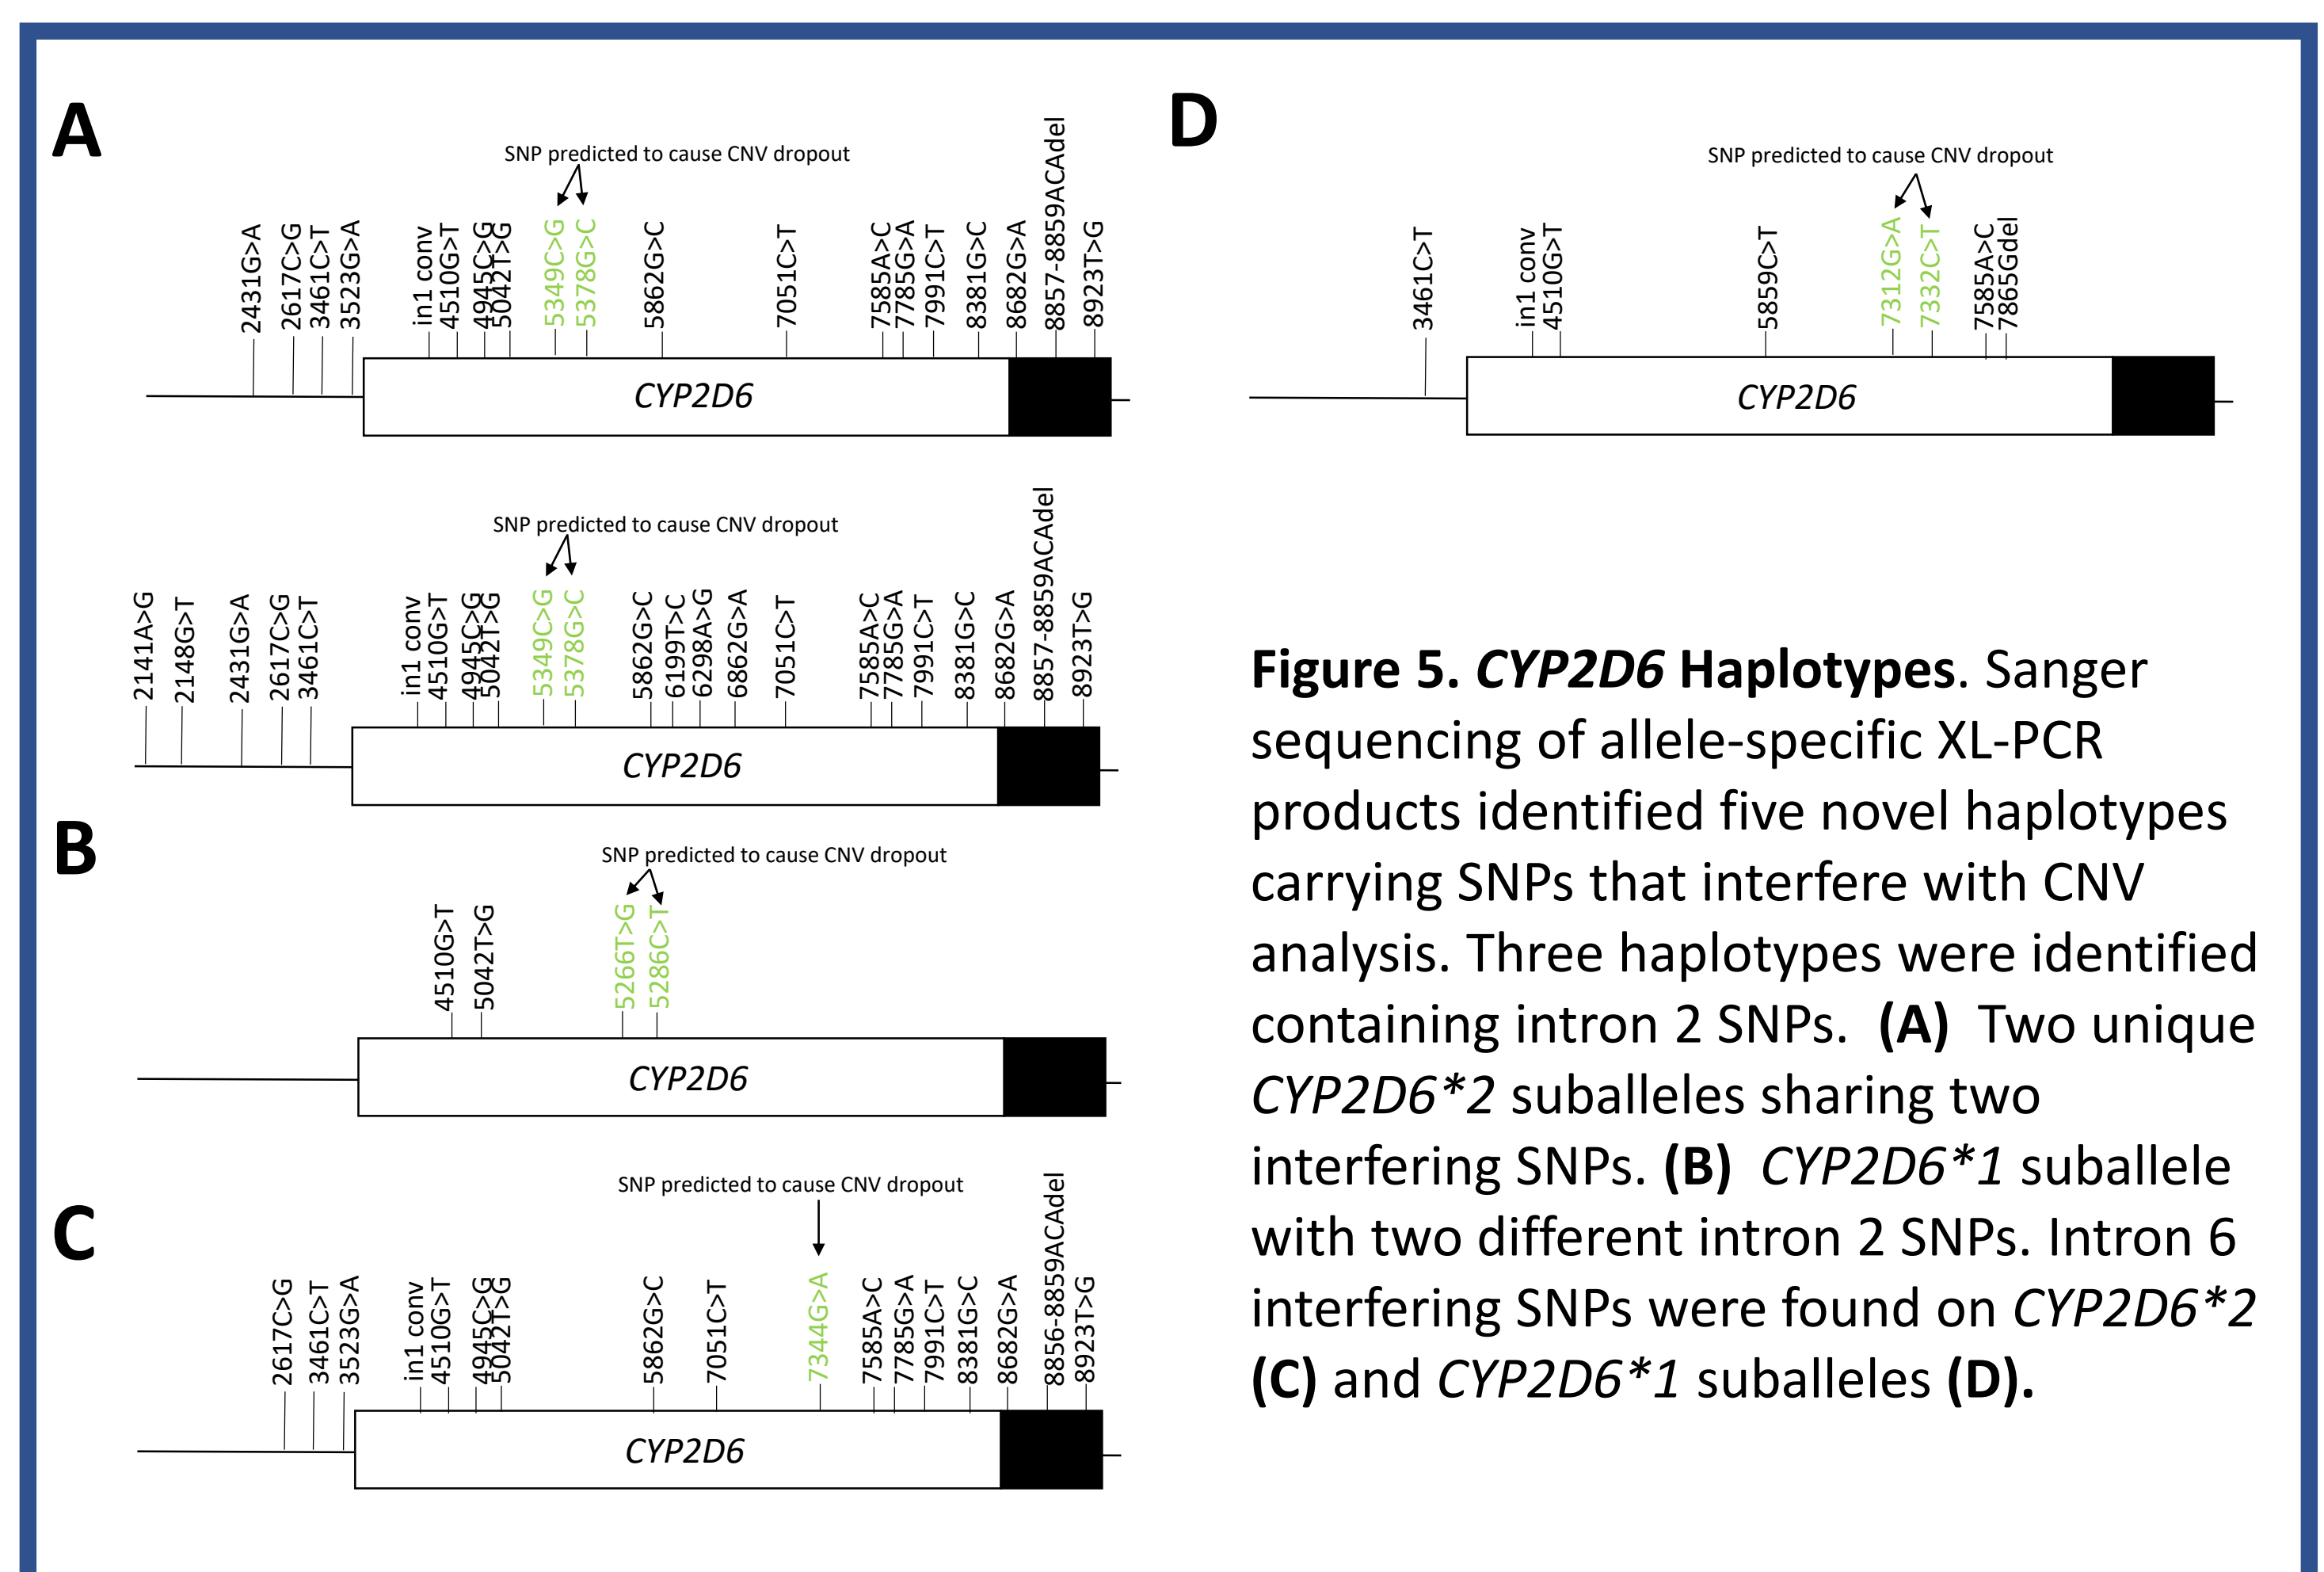 A
SNP predicted to cause CNV dropout
2431G>A
2617C>G
3461C>T
3523G>A
in1 conv
4510G>T
4945C>G
5042T>G
5349C>G
5378G>C
5862G>C
7051C>T
7585A>C
7785G>A
7991C>T
8381G>C
8682G>A
8857-8859ACAdel
8923T>G
CYP2D6
SNP predicted to cause CNV dropout
2141A>G
2148G>T
2431G>A
2617C>G
3461C>T
in1 conv
4510G>T
4945C>G
5042T>G
5349C>G
5378G>C
5862G>C
6199T>C
6298A>G
6862G>A
7051C>T
7585A>C
7785G>A
7991C>T
8381G>C
8682G>A
8857-8859ACAdel
8923T>G
CYP2D6
B
SNP predicted to cause CNV dropout
4510G>T
5042T>G
5266T>G
5286C>T
CYP2D6
C
SNP predicted to cause CNV dropout
2617C>G
3461C>T
3523G>A
in1 conv
4510G>T
4945C>G
5042T>G
5862G>C
7051C>T
7344G>A
7585A>C
7785G>A
7991C>T
8381G>C
8682G>A
8856-8859ACAdel
8923T>G
CYP2D6
D
SNP predicted to cause CNV dropout
3461C>T
in1 conv
4510G>T
5859C>T
7312G>A
7332C>T
7585A>C
7865Gdel
CYP2D6
Figure 5. CYP2D6 Haplotypes. Sanger
sequencing of allele-specific XL-PCR
products identified five novel haplotypes
carrying SNPs that interfere with CNV
analysis. Three haplotypes were identified
containing intron 2 SNPs. (A) Two unique
CYP2D6*2 suballeles sharing two
interfering SNPs. (B) CYP2D6*1 suballele
with two different intron 2 SNPs. Intron 6
interfering SNPs were found on CYP2D6*2
(C) and CYP2D6*1 suballeles (D).